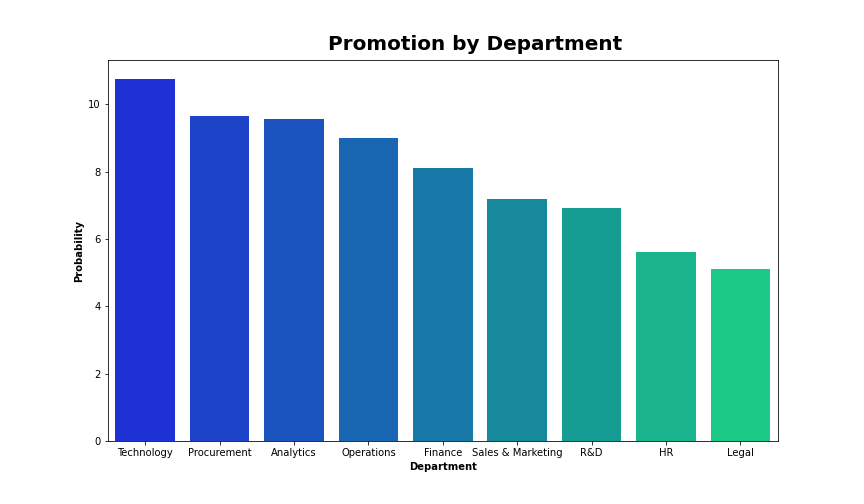 Promotion by Department
Probability
10
8
6
4
2
0
Technology Procurement Analytics Operations Finance Sales & Marketing R&D HR Legal
Department